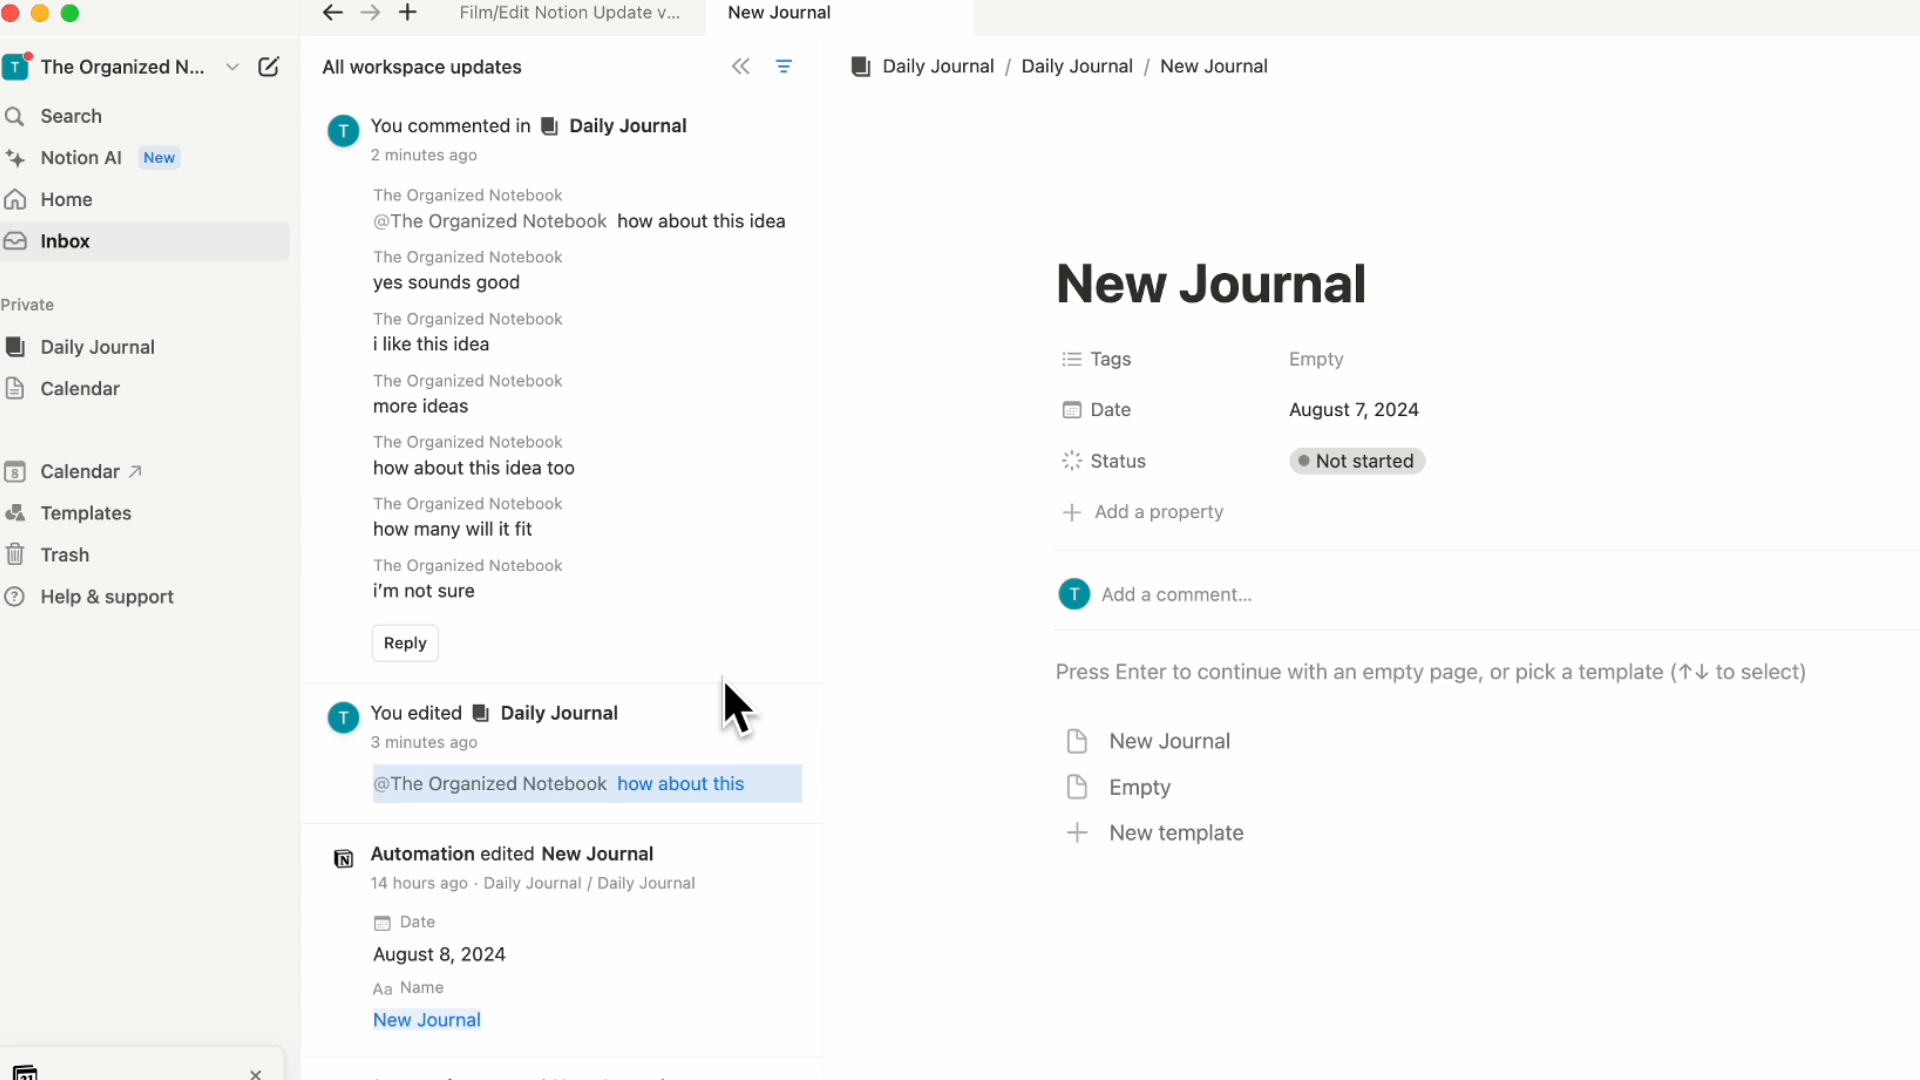 Film/Edit Notion Update v...
New Journal
T The Organized N...
Search
Notion AI New
Home
Inbox
Private
Daily Journal
Calendar
8 Calendar ↗
Templates
Trash
? Help & support
All workspace updates
T You commented in Daily Journal
2 minutes ago
The Organized Notebook
@The Organized Notebook how about this idea
The Organized Notebook
yes sounds good
The Organized Notebook
i like this idea
The Organized Notebook
more ideas
The Organized Notebook
how about this idea too
The Organized Notebook
how many will it fit
The Organized Notebook
i'm not sure
Reply
T You edited Daily Journal
3 minutes ago
@The Organized Notebook how about this
N Automation edited New Journal
14 hours ago · Daily Journal / Daily Journal
Date
August 8, 2024
Aa Name
New Journal
Daily Journal / Daily Journal / New Journal
New Journal
Tags Empty
Date August 7, 2024
Status Not started
Add a property
T Add a comment...
Press Enter to continue with an empty page, or pick a template (↑↓ to select)
New Journal
Empty
New template